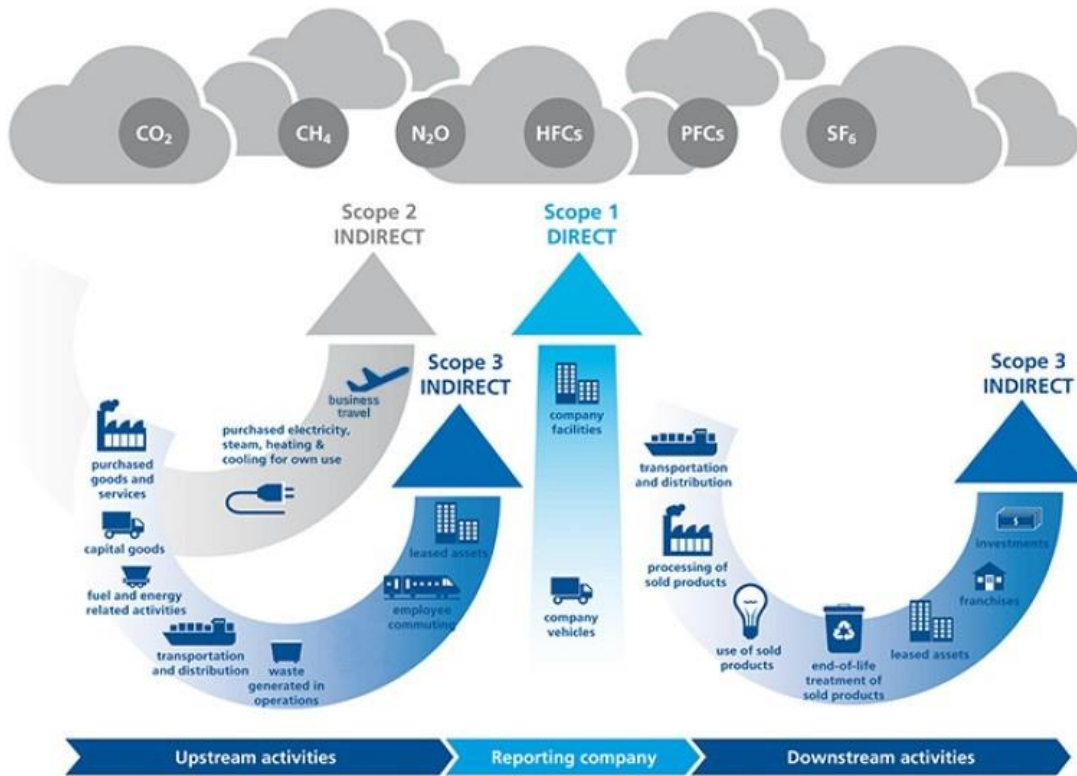 CO₂
CH₄
N₂O
HFCs
PFCs
SF₆
Scope 2
INDIRECT
Scope 1
DIRECT
Scope 3
INDIRECT
Scope 3
INDIRECT
business
travel
purchased electricity,
steam, heating &
cooling for own use
purchased
goods and
services
capital goods
fuel and energy
related activities
transportation
and distribution
waste
generated in
operations
employee
commuting
leased assets
company
facilities
company
vehicles
transportation
and distribution
processing of
sold products
use of sold
products
end-of-life
treatment of
sold products
leased assets
franchises
$
investments
Upstream activities
Reporting company
Downstream activities